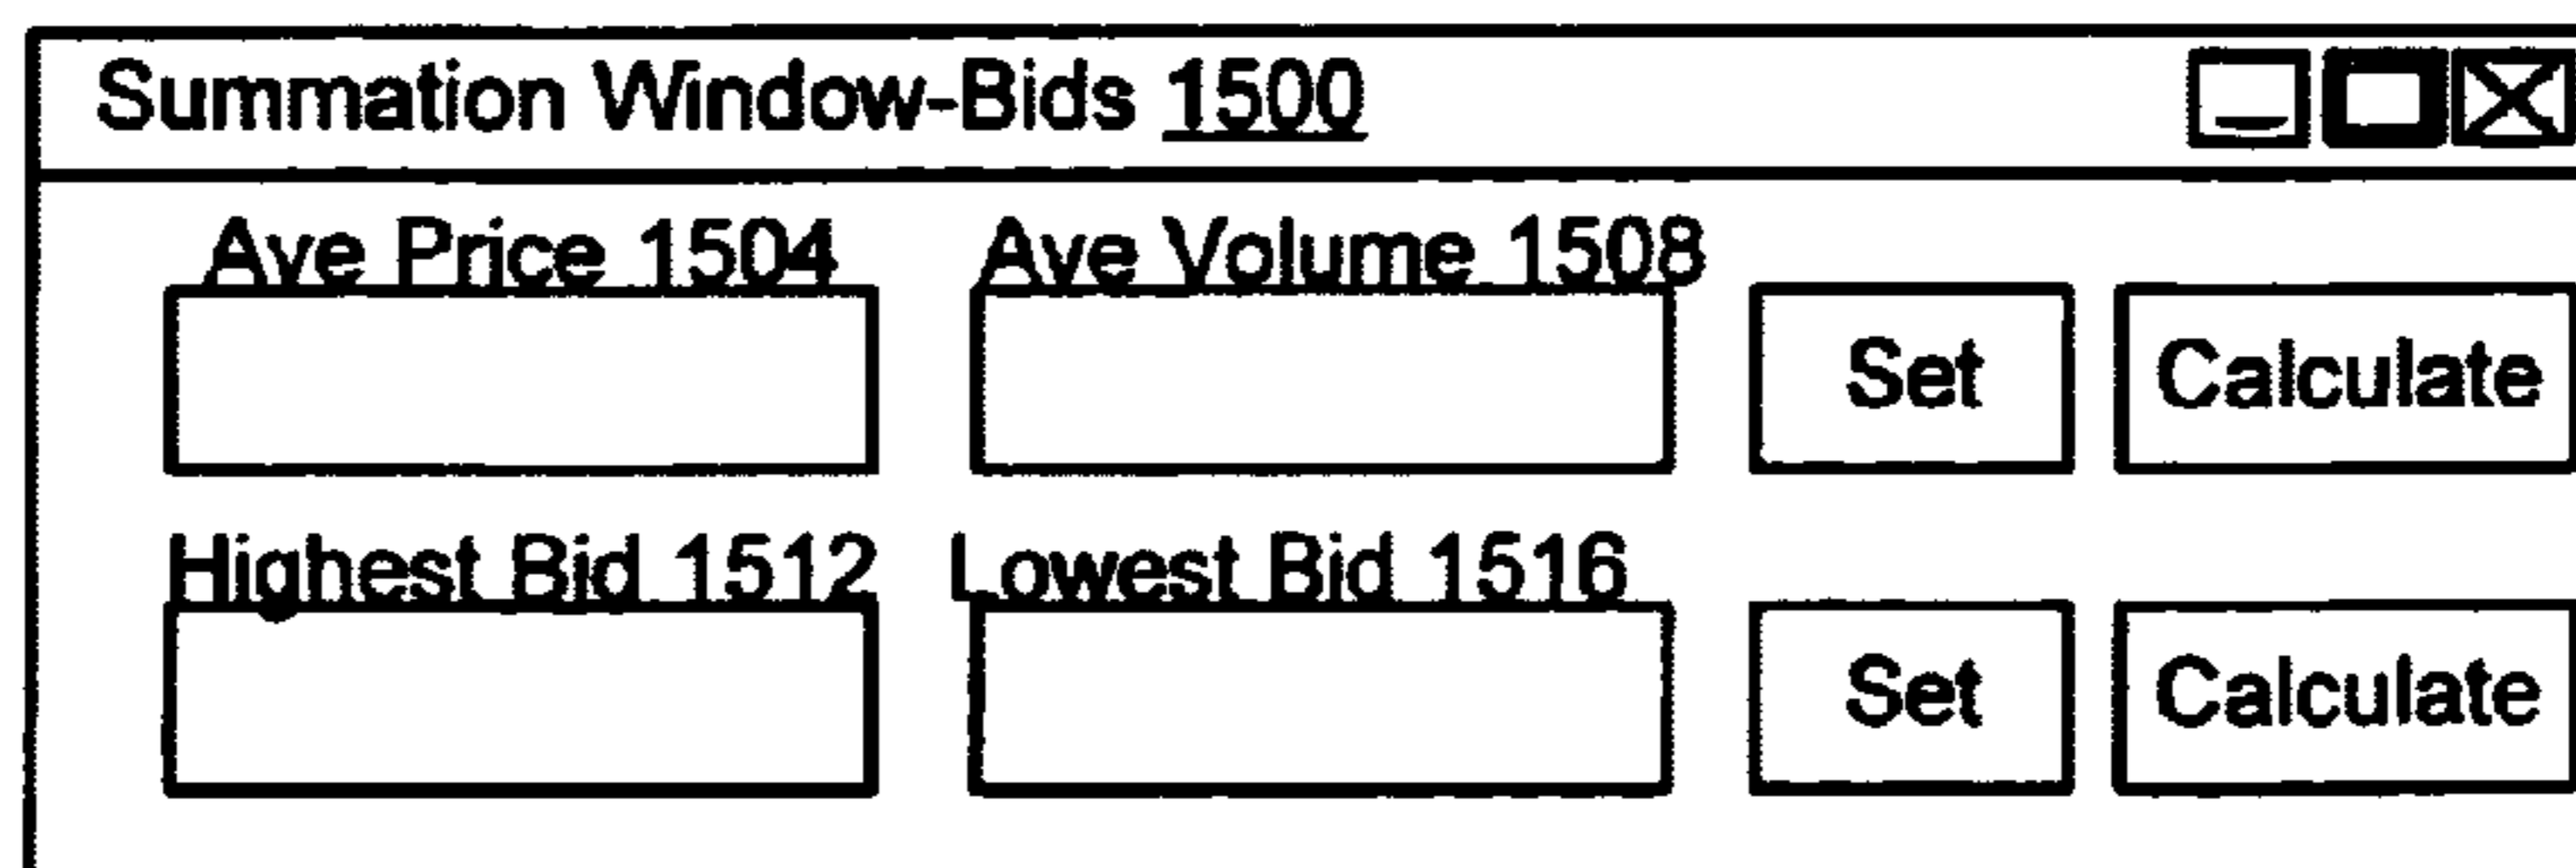 Summation Window-Bids 1500
Ave Price 1504 Ave Volume 1508
Set Calculate
Highest Bid 1512 Lowest Bid 1516
Set Calculate